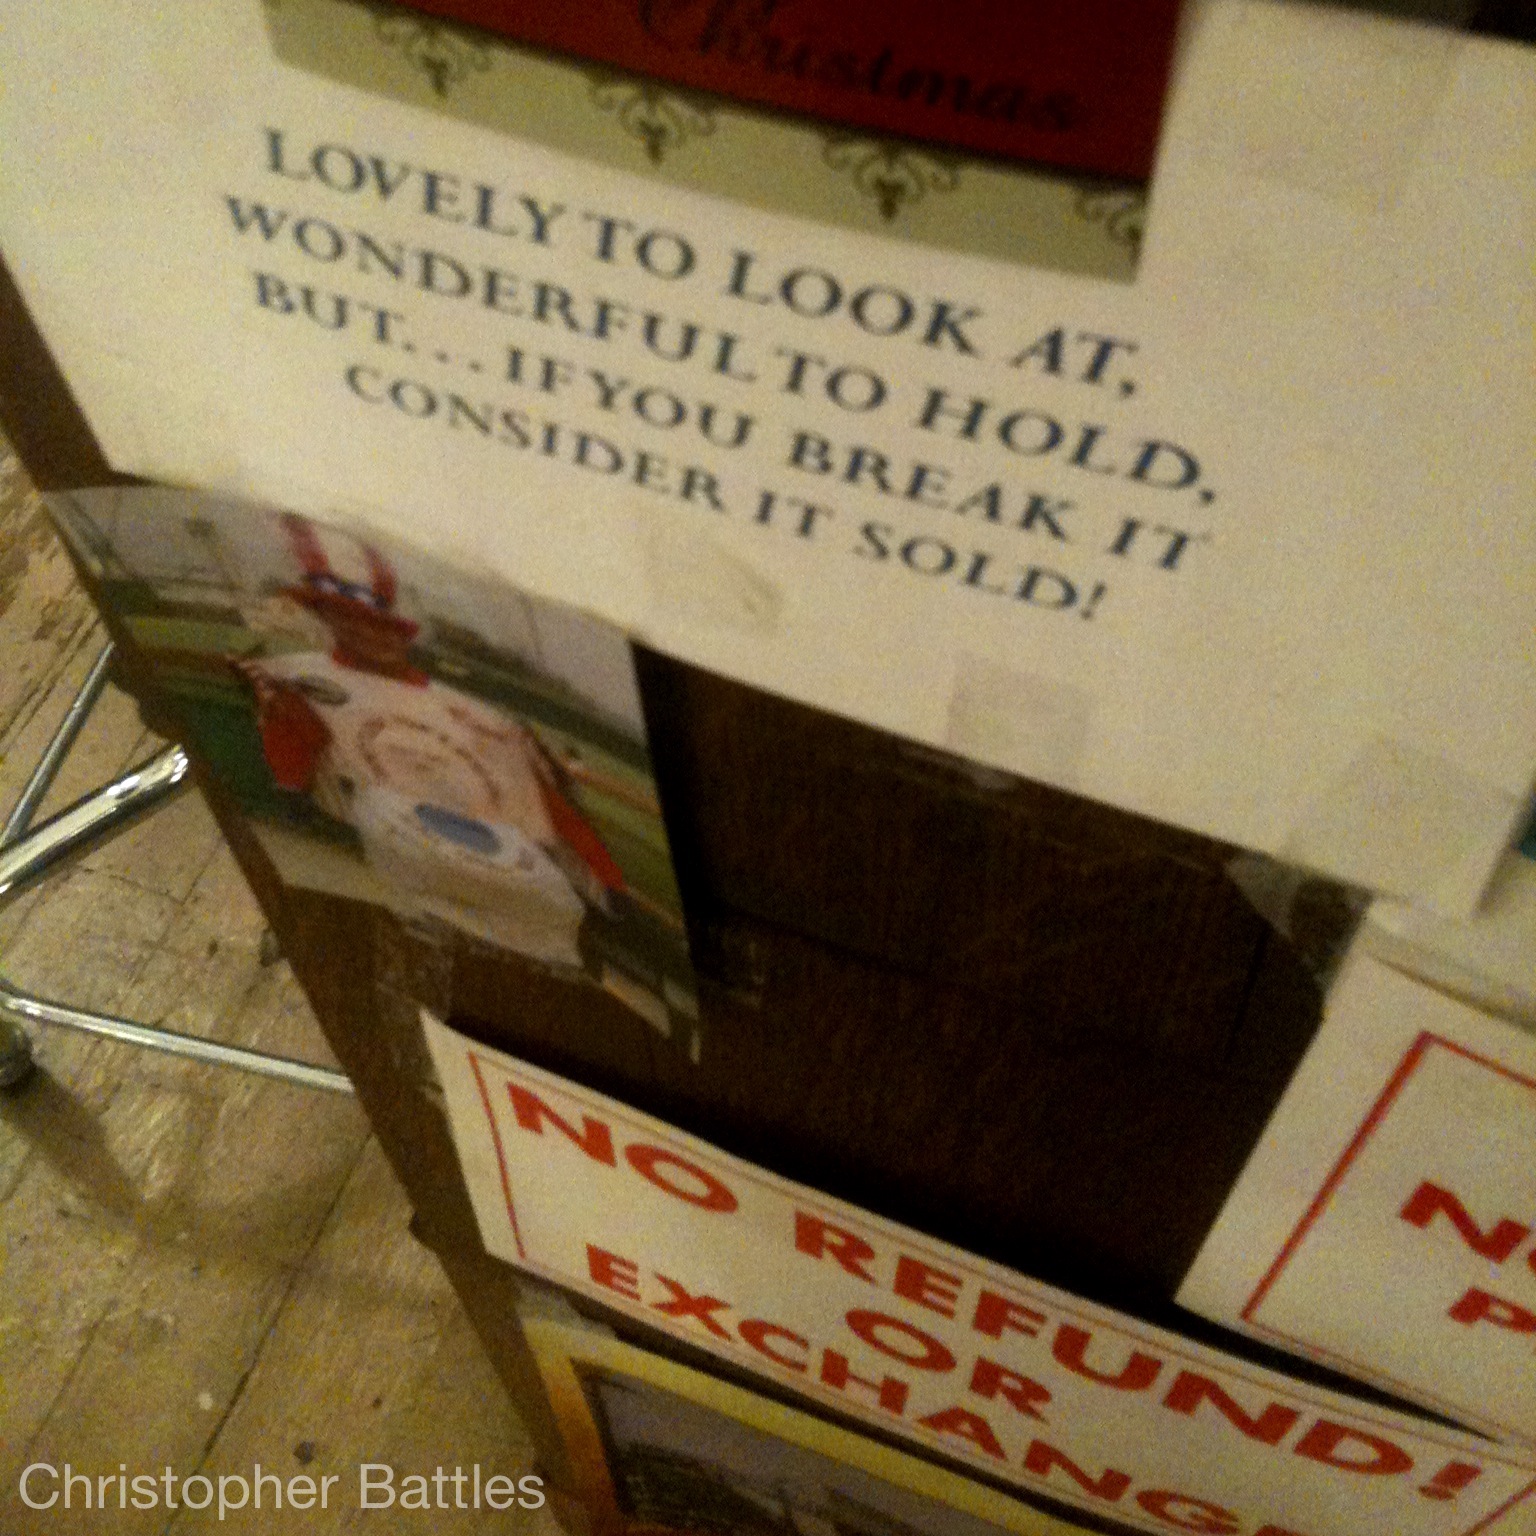 Christmas
LOVELY TO LOOK AT,
WONDERFUL TO HOLD,
BUT...IF YOU BREAK IT
CONSIDER IT SOLD!
NO REFUND!
OR
EXCHANG
Christopher Battles